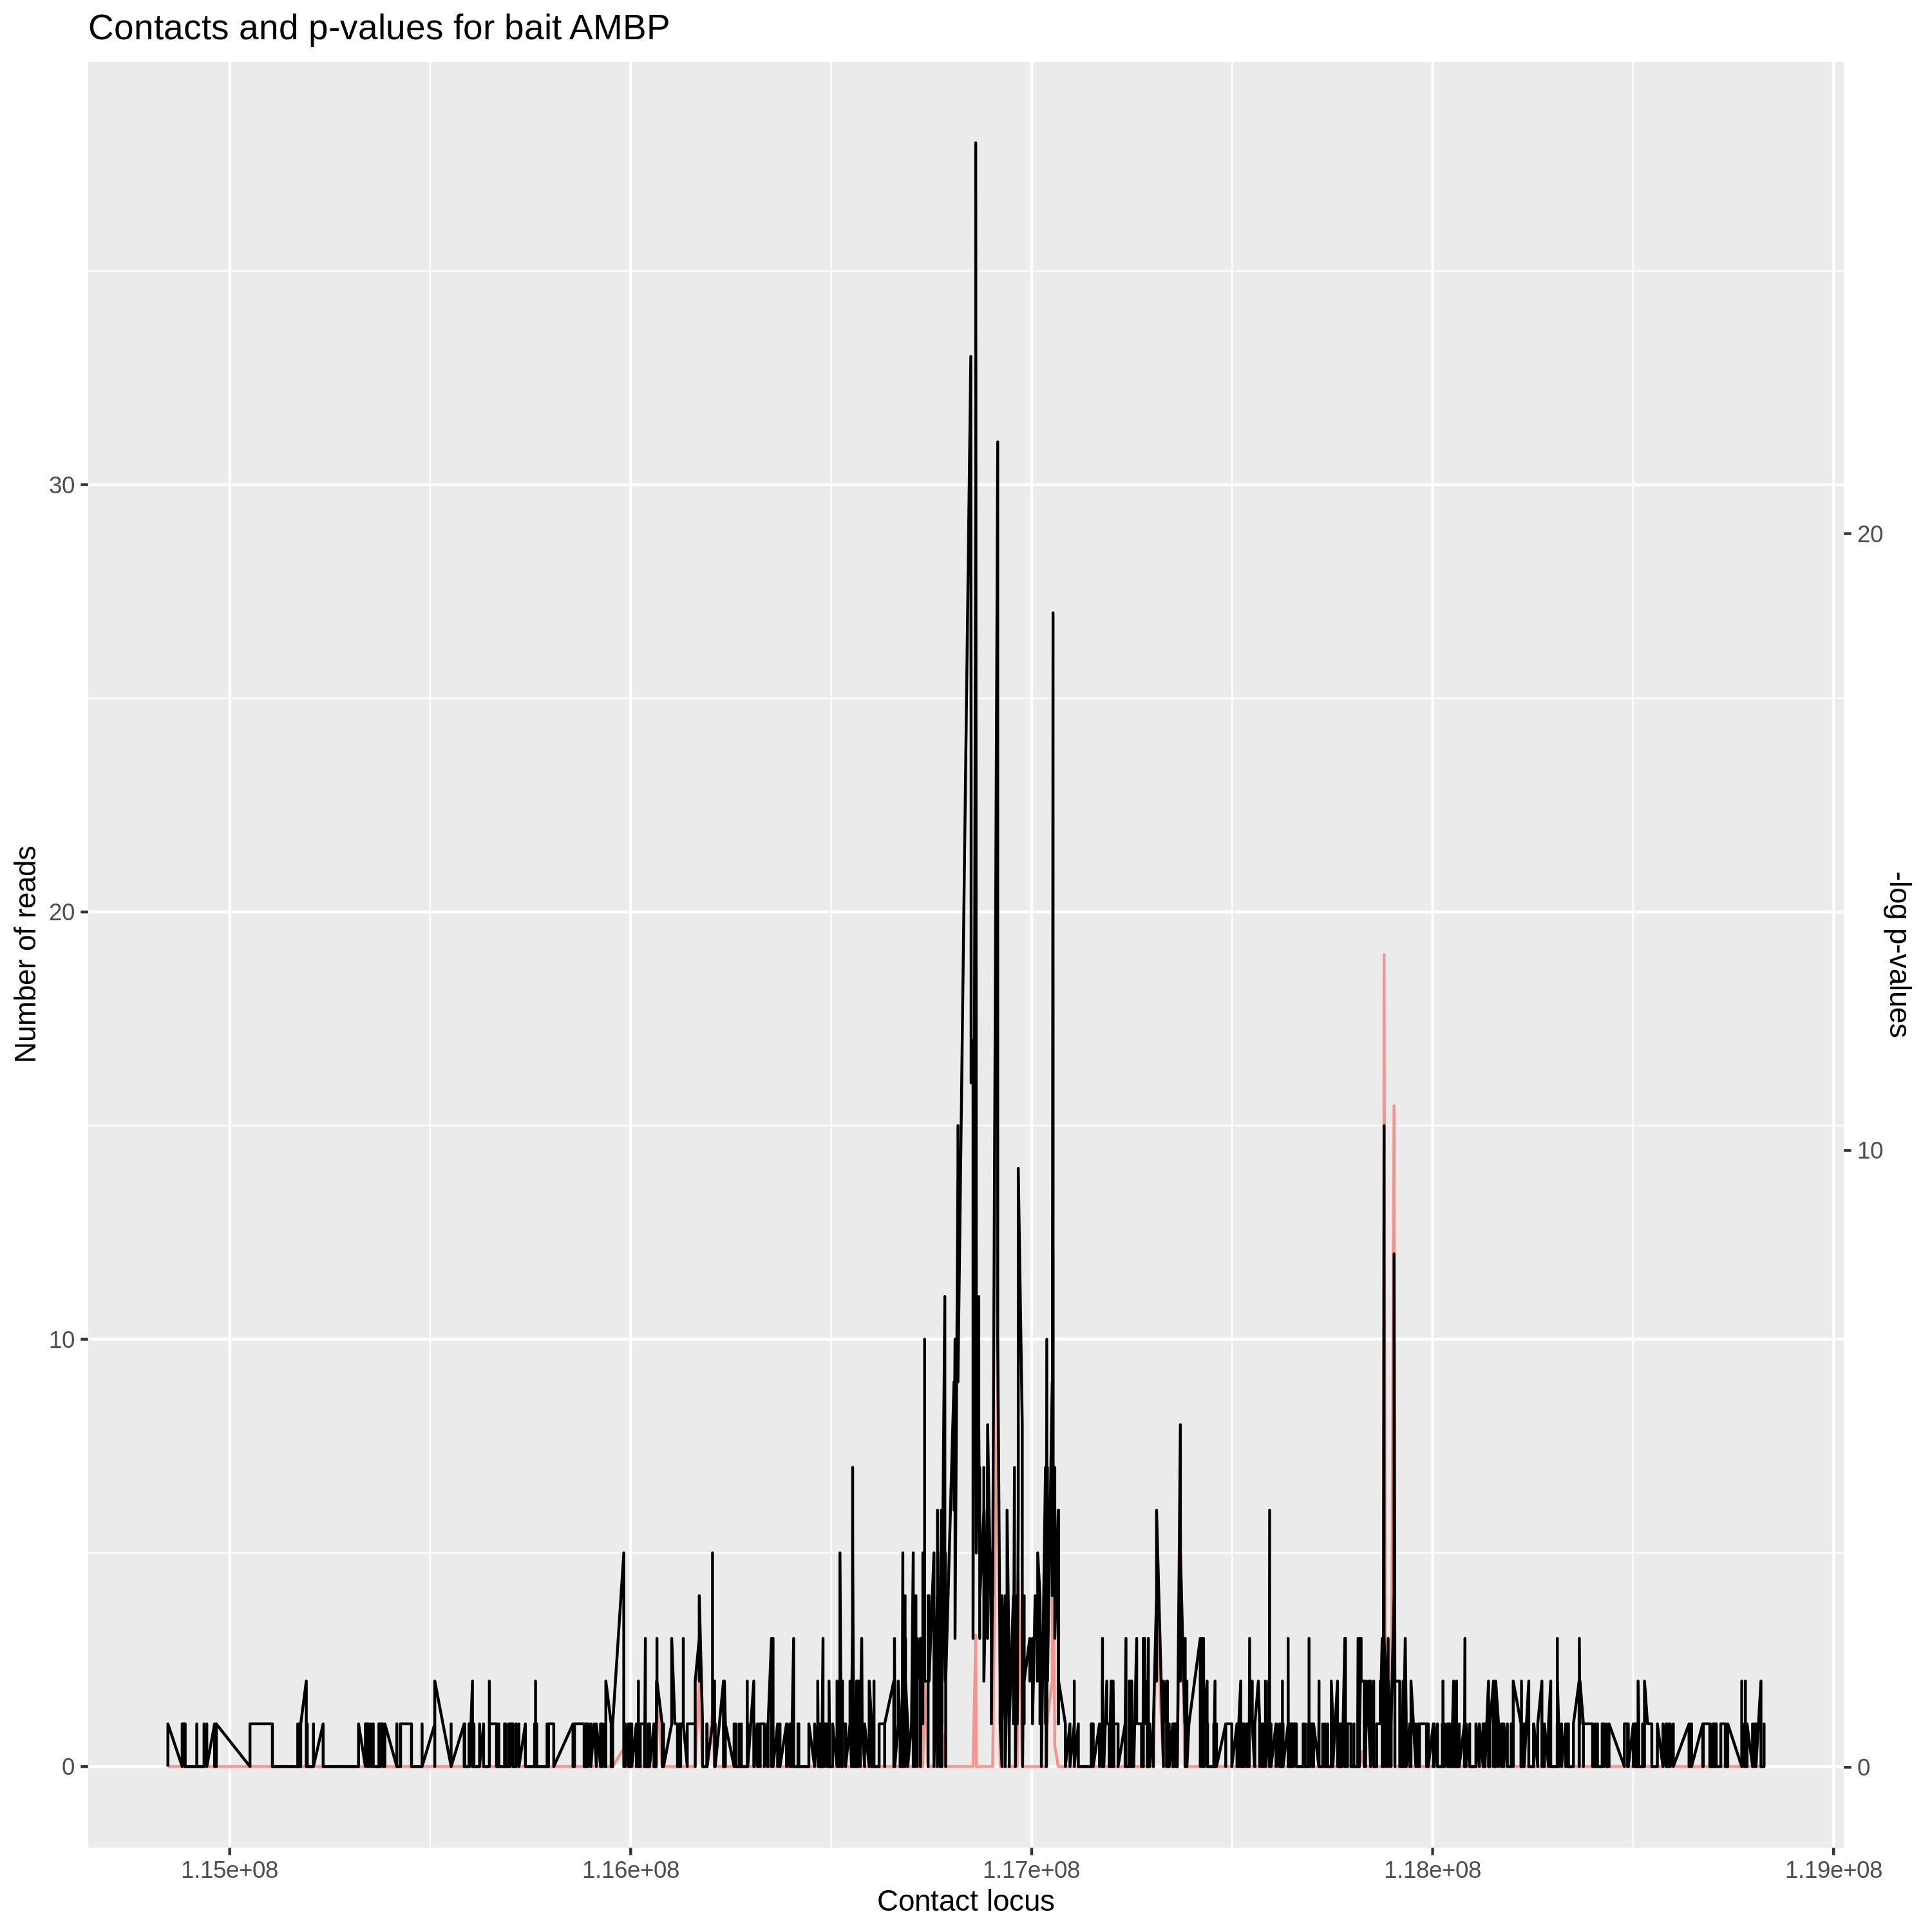 Contacts and p-values for bait AMBP
Number of reads
30
20
10
0
20
10
0
-log p-values
1.15e+08 1.16e+08 1.17e+08 1.18e+08 1.19e+08
Contact locus